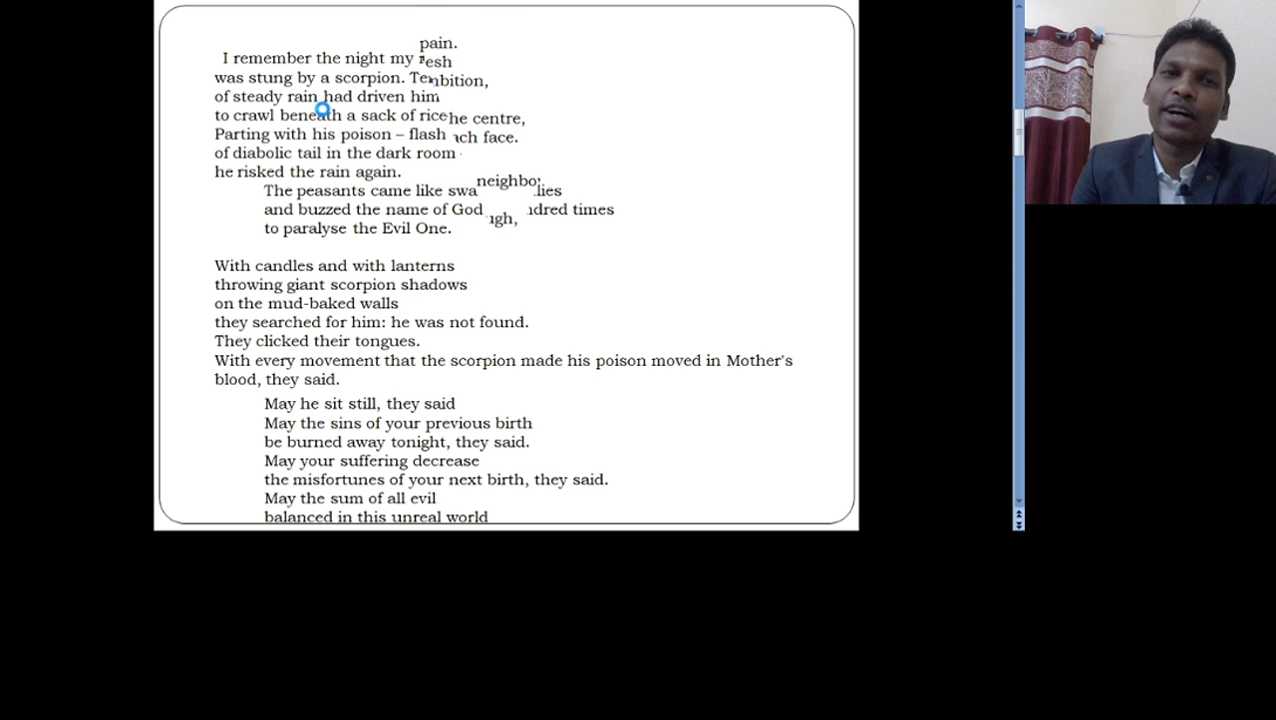 pain.
I remember the night my
esh
was stung by a scorpion.
bition,
of steady rain had driven him
to crawl beneath a sack of rice
he centre,
Parting with his poison – flash
ach face.
of diabolic tail in the dark room
he risked the rain again.
neighbo
The peasants came like swa
lies
and buzzed the name of God
dred times
ugh,
to paralyse the Evil One.
With candles and with lanterns
throwing giant scorpion shadows
on the mud-baked walls
they searched for him: he was not found.
They clicked their tongues.
With every movement that the scorpion made his poison moved in Mother's
blood, they said.
May he sit still, they said
May the sins of your previous birth
be burned away tonight, they said.
May your suffering decrease
the misfortunes of your next birth, they said.
May the sum of all evil
balanced in this unreal world